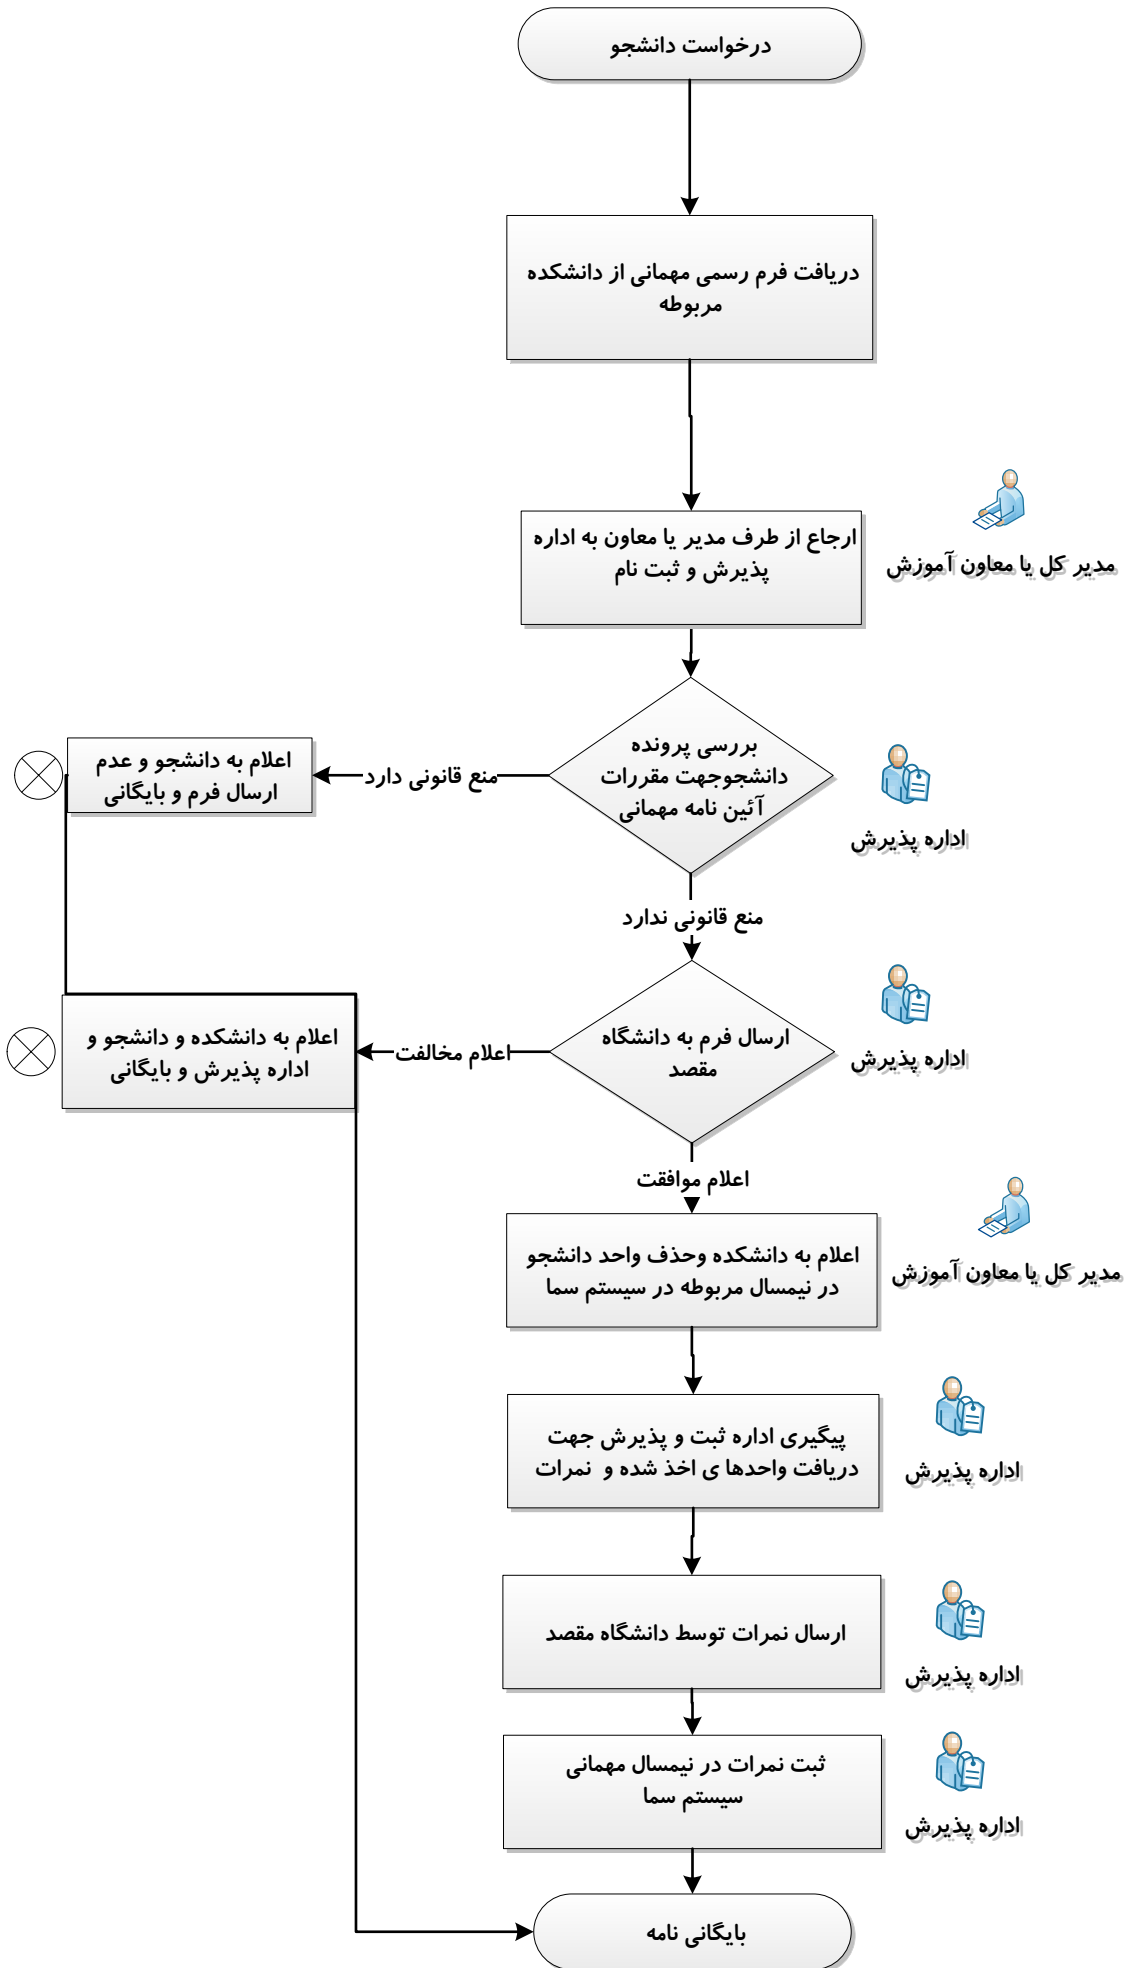 درخواست دانشجو
دریافت فرم رسمی مهمانی از دانشکده
مربوطه
ارجاع از طرف مدیر یا معاون به اداره
پذیرش و ثبت نام
مدیر کل یا معاون آموزش
بررسی پرونده
دانشجوجهت مقررات
آئین نامه مهمانی
اداره پذیرش
منع قانونی دارد
اعلام به دانشجو و عدم
ارسال فرم و بایگانی
منع قانونی ندارد
ارسال فرم به دانشگاه
مقصد
اداره پذیرش
اعلام مخالفت
اعلام به دانشکده و دانشجو و
اداره پذیرش و بایگانی
اعلام موافقت
اعلام به دانشکده وحذف واحد دانشجو
در نیمسال مربوطه در سیستم سما
مدیر کل یا معاون آموزش
پیگیری اداره ثبت و پذیرش جهت
دریافت واحدها ی اخذ شده و نمرات
اداره پذیرش
ارسال نمرات توسط دانشگاه مقصد
اداره پذیرش
ثبت نمرات در نیمسال مهمانی
سیستم سما
اداره پذیرش
بایگانی نامه